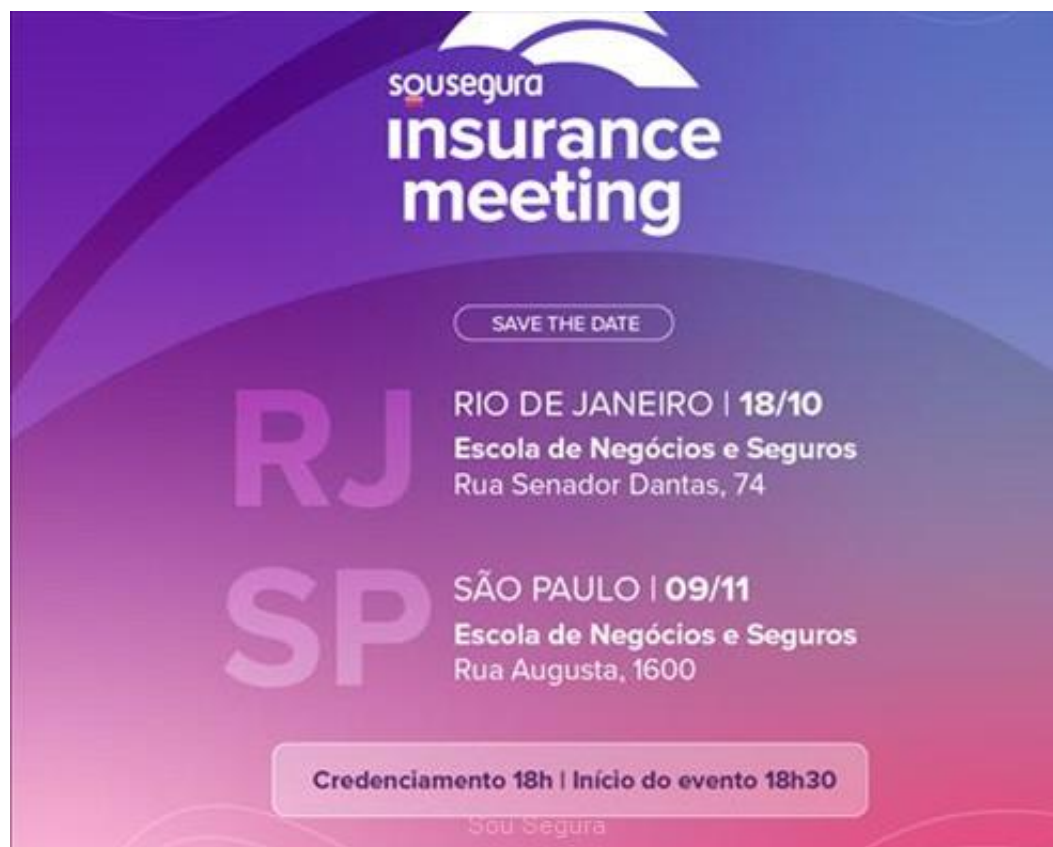 sousegura
insurance
meeting
SAVE THE DATE
RJ
RIO DE JANEIRO | 18/10
Escola de Negócios e Seguros
Rua Senador Dantas, 74
SP
SÃO PAULO | 09/11
Escola de Negócios e Seguros
Rua Augusta, 1600
Credenciamento 18h | Início do evento 18h30
Sou Segura